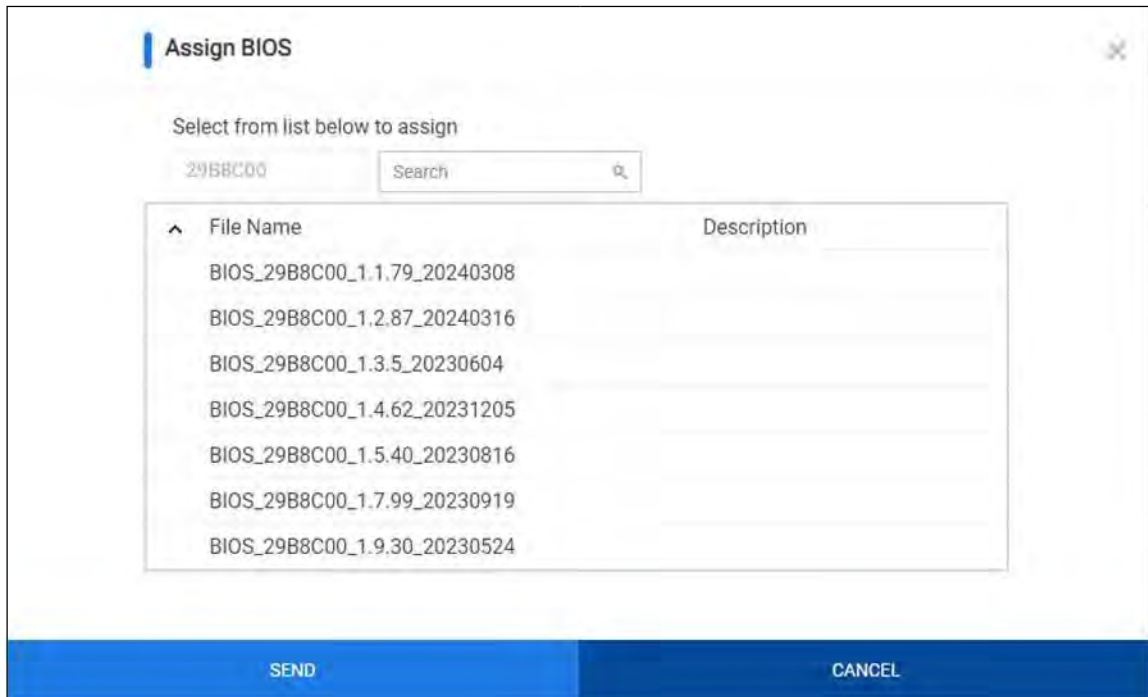 Assign BIOS
Select from list below to assign
29B8C00 Search
File Name Description
BIOS_29B8C00_1.1.79_20240308
BIOS_29B8C00_1.2.87_20240316
BIOS_29B8C00_1.3.5_20230604
BIOS_29B8C00_1.4.62_20231205
BIOS_29B8C00_1.5.40_20230816
BIOS_29B8C00_1.7.99_20230919
BIOS_29B8C00_1.9.30_20230524
SEND CANCEL